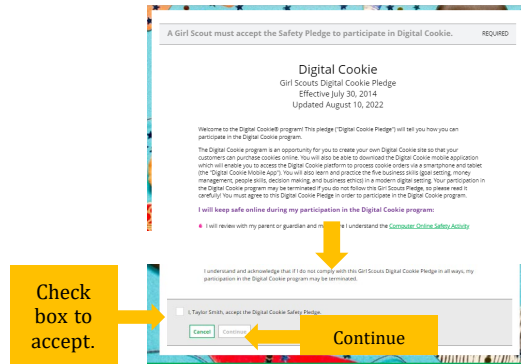 A Girl Scout must accept the Safety Pledge to participate in Digital Cookie.
REQUIRED
Digital Cookie
Girl Scouts Digital Cookie Pledge
Effective July 30, 2014
Updated August 10, 2022
Welcome to the Digital Cookie® program! This pledge ("Digital Cookie Pledge") will tell you how you can
participate in the Digital Cookie program.
The Digital Cookie program is an opportunity for you to create your own Digital Cookie site so that your
customers can purchase cookies online. You will also be able to download the Digital Cookie mobile application
which will enable you to access the Digital Cookie platform to process cookie orders via a smartphone and tablet
(the "Digital Cookie Mobile App"). You will also learn and practice the five business skills (goal setting, money
management, people skills, decision making, and business ethics) in a modern digital setting. Your participation in
the Digital Cookie program may be terminated if you do not follow this Girl Scouts Pledge, so please read it
carefully! You must agree to this Digital Cookie Pledge in order to participate in the Digital Cookie program.
I will keep safe online during my participation in the Digital Cookie program:
I will review with my parent or guardian and I understand the Computer Online Safety Activity
I understand and acknowledge that if I do not comply with this Girl Scouts Digital Cookie Pledge in all ways, my
participation in the Digital Cookie program may be terminated.
Check
box to
accept.
I, Taylor Smith, accept the Digital Cookie Safety Pledge.
Cancel
Continue
Continue